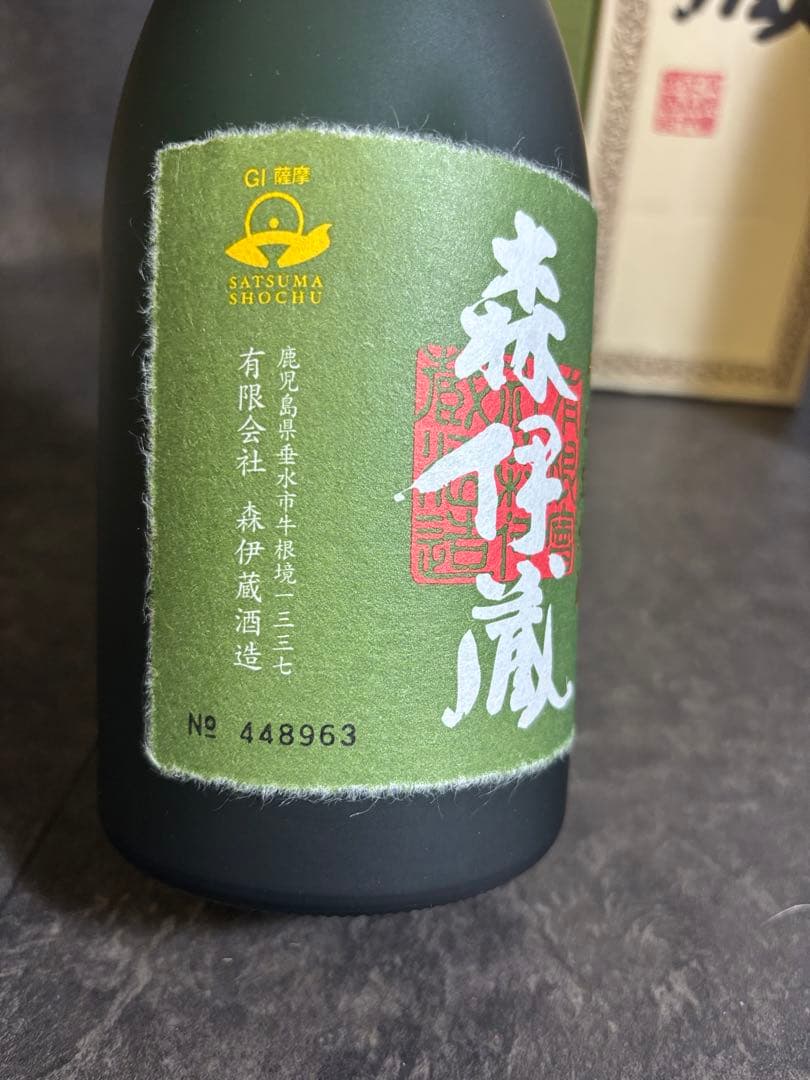 GI 薩摩
SATSUMA
SHOCHU
森伊蔵
鹿児島県垂水市牛根境一三三七
有限会社 森伊蔵酒造
№ 448963